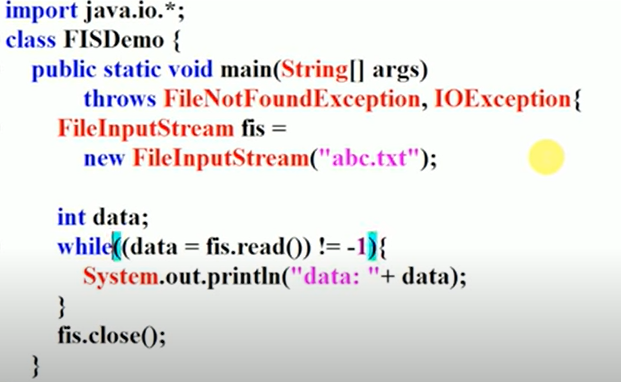 import java.io.*;
class FISDemo {
public static void main(String[] args)
throws FileNotFoundException, IOException{
FileInputStream fis =
new FileInputStream("abc.txt");
int data;
while((data = fis.read()) != -1){
System.out.println("data: "+ data);
}
fis.close();
}